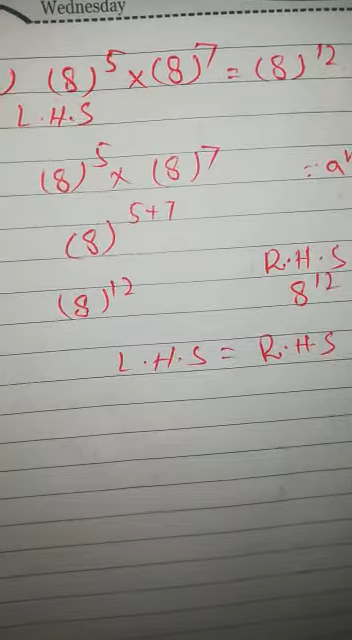 Wednesday
) (8)⁵ × (8)⁷ = (8)¹²
L.H.S
(8)⁵ × (8)⁷ ∵ a
(8)⁵⁺⁷
R.H.S
(8)¹² 8¹²
L.H.S = R.H.S